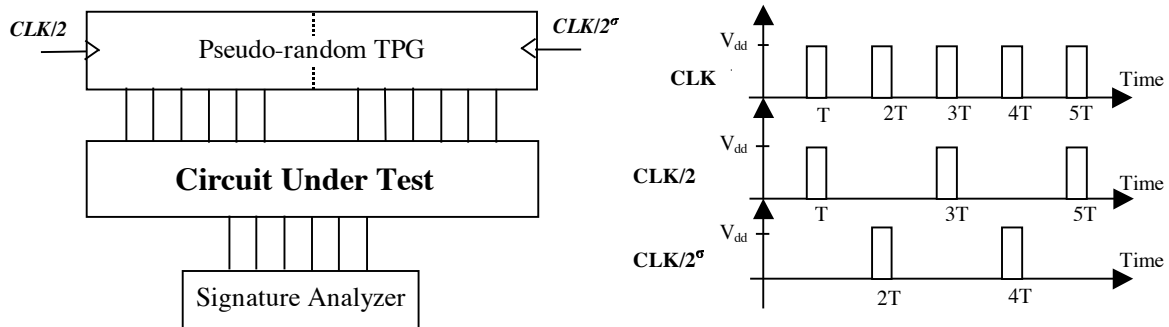 CLK/2
CLK/2σ
Pseudo-random TPG
Circuit Under Test
Signature Analyzer
Vdd
CLK
Time
T 2T 3T 4T 5T
Vdd
CLK/2
Time
T 3T 5T
Vdd
CLK/2σ
Time
2T 4T